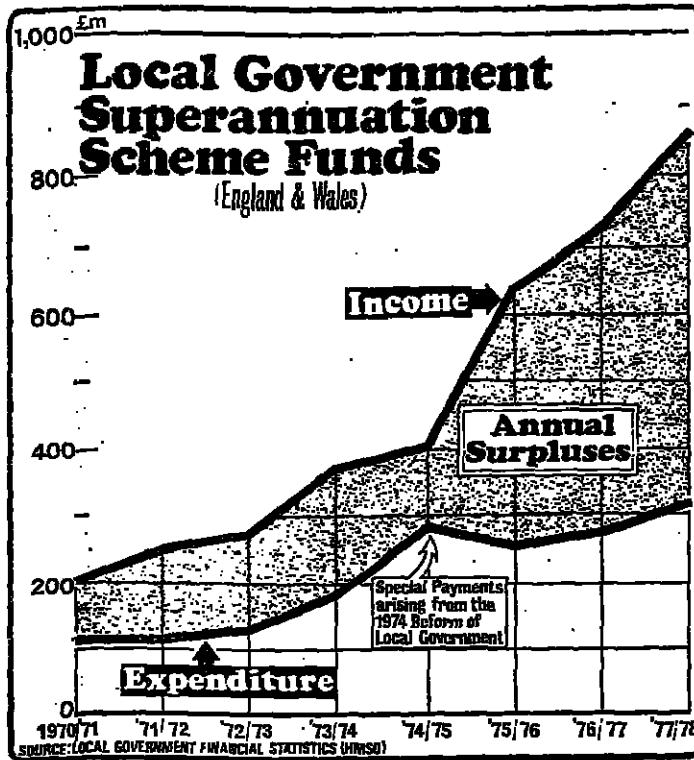 £m
1,000
Local Government
Superannuation
Scheme Funds
(England & Wales)
800
Income
600
Annual
Surpluses
400
200
Special Payments
arising from the
1974 Reform of
Local Government
Expenditure
0
1970/71 '71/72 '72/73 '73/74 '74/75 '75/76 '76/77 '77/78
SOURCE: LOCAL GOVERNMENT FINANCIAL STATISTICS (HMSO)